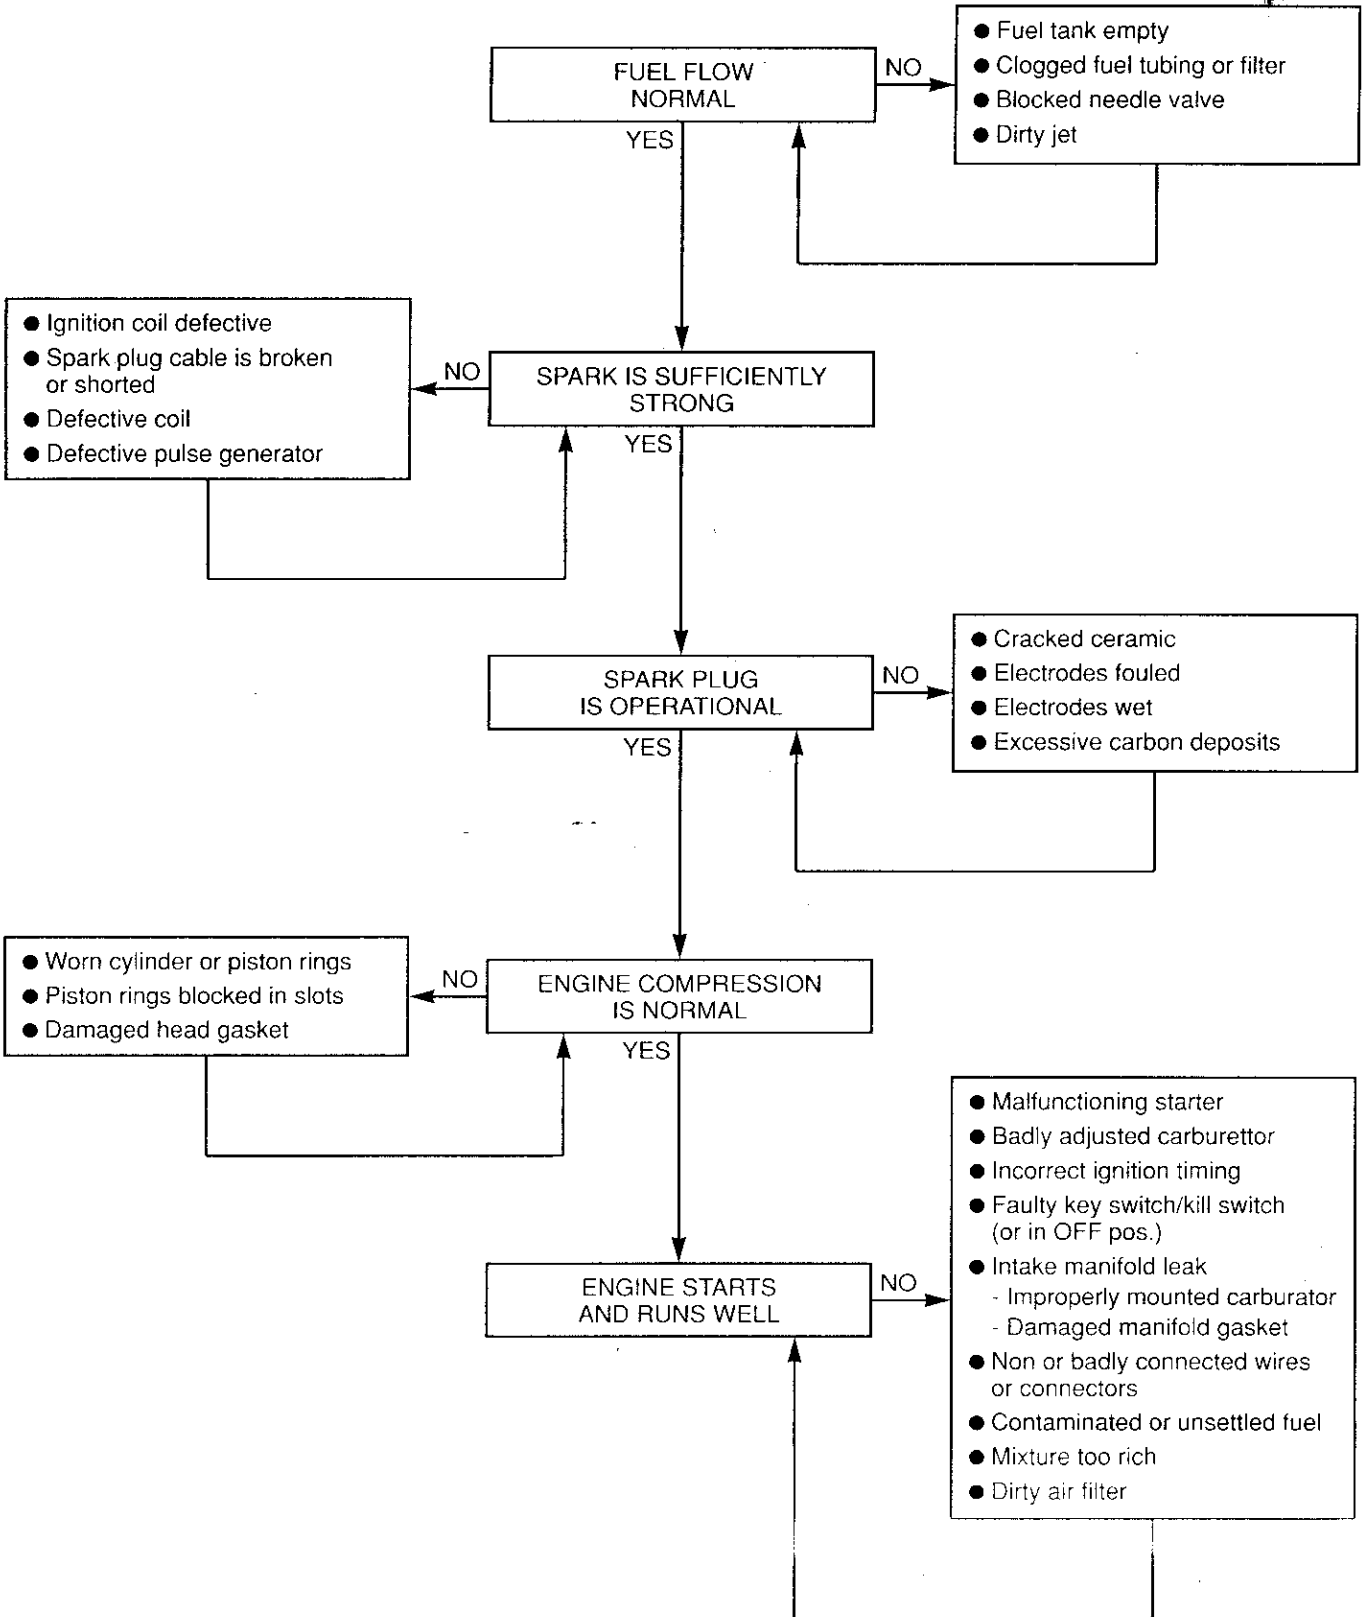 FUEL FLOW
NORMAL
NO
YES
● Fuel tank empty
● Clogged fuel tubing or filter
● Blocked needle valve
● Dirty jet
● Ignition coil defective
● Spark plug cable is broken
or shorted
● Defective coil
● Defective pulse generator
NO
SPARK IS SUFFICIENTLY
STRONG
YES
SPARK PLUG
IS OPERATIONAL
NO
YES
● Cracked ceramic
● Electrodes fouled
● Electrodes wet
● Excessive carbon deposits
● Worn cylinder or piston rings
● Piston rings blocked in slots
● Damaged head gasket
NO
ENGINE COMPRESSION
IS NORMAL
YES
ENGINE STARTS
AND RUNS WELL
NO
● Malfunctioning starter
● Badly adjusted carburettor
● Incorrect ignition timing
● Faulty key switch/kill switch
(or in OFF pos.)
● Intake manifold leak
- Improperly mounted carburator
- Damaged manifold gasket
● Non or badly connected wires
or connectors
● Contaminated or unsettled fuel
● Mixture too rich
● Dirty air filter